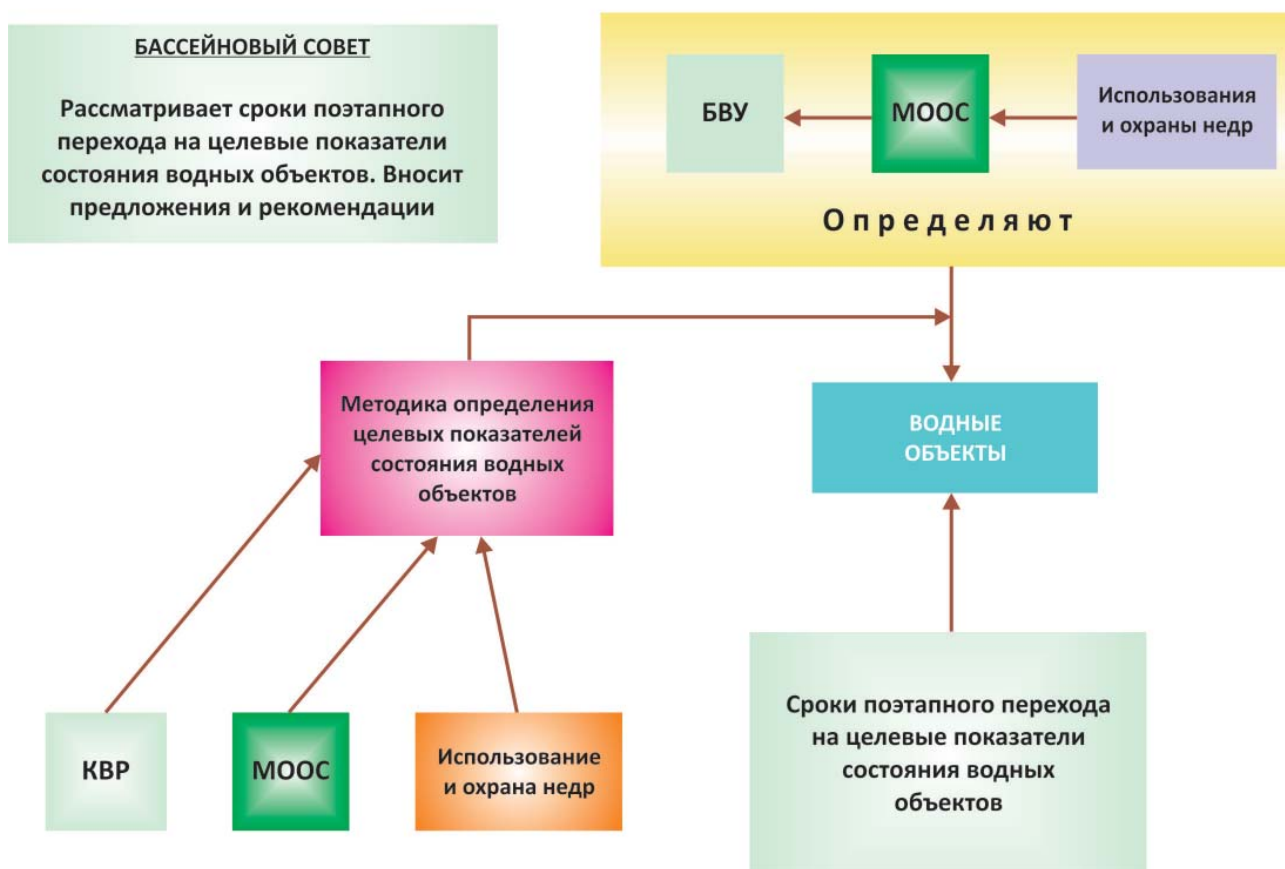 БАССЕЙНОВЫЙ СОВЕТ
Рассматривает сроки поэтапного
перехода на целевые показатели
состояния водных объектов. Вносит
предложения и рекомендации
БВУ
МООС
Использования
и охраны недр
Определяют
Методика определения
целевых показателей
состояния водных
объектов
ВОДНЫЕ
ОБЪЕКТЫ
КВР
МООС
Использование
и охрана недр
Сроки поэтапного перехода
на целевые показатели
состояния водных
объектов